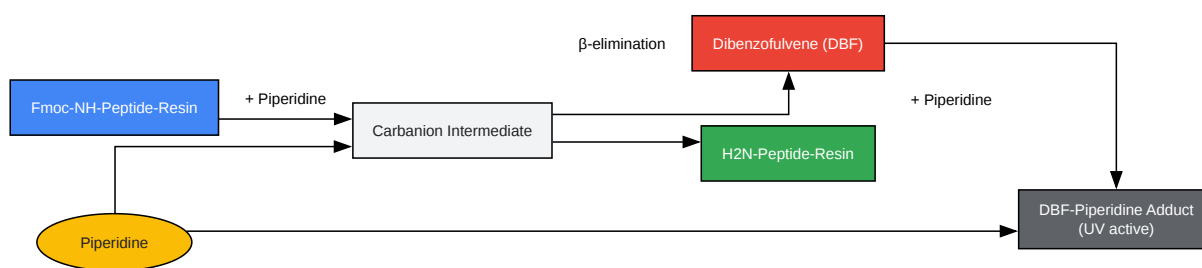 β-elimination
Dibenzofulvene (DBF)
Fmoc-NH-Peptide-Resin
+ Piperidine
+ Piperidine
Carbanion Intermediate
H2N-Peptide-Resin
DBF-Piperidine Adduct
(UV active)
Piperidine